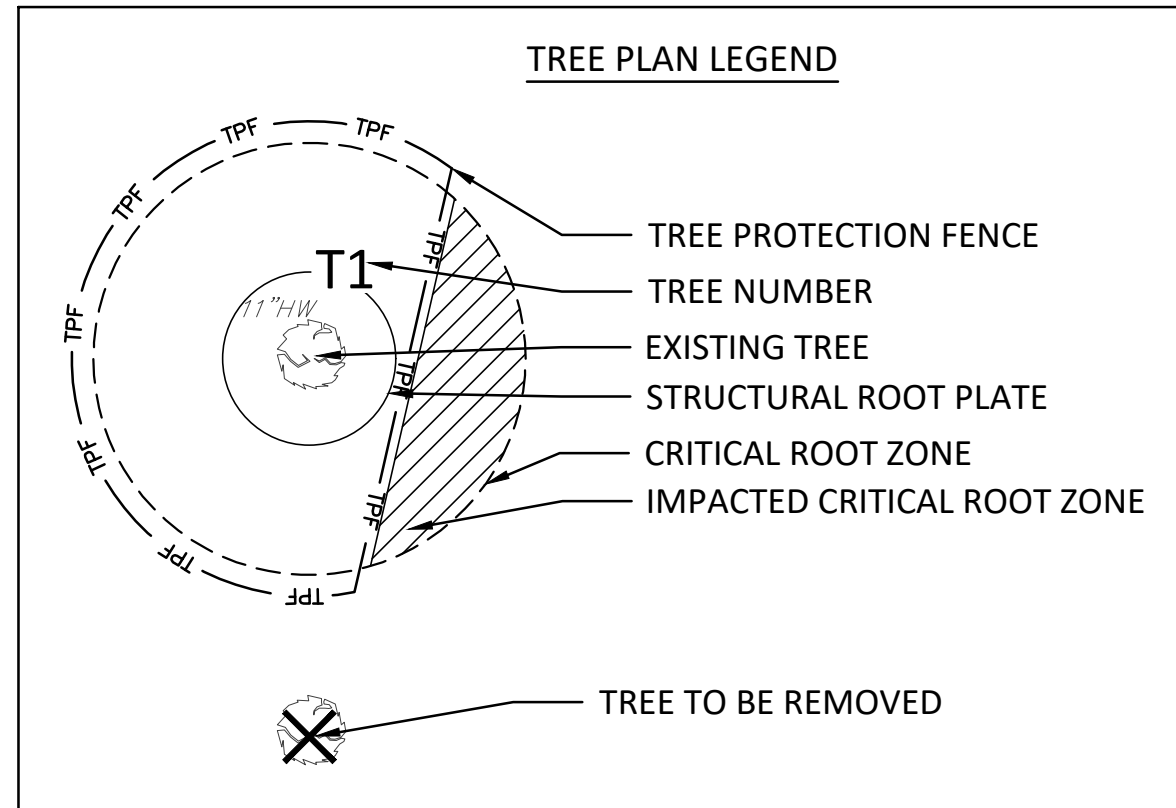 TREE PLAN LEGEND
TPF
TPF
TPF
TPF
TPF
TPF
TPF
TPF
TPF
TPF
T1
11"HW
TREE PROTECTION FENCE
TREE NUMBER
EXISTING TREE
STRUCTURAL ROOT PLATE
CRITICAL ROOT ZONE
IMPACTED CRITICAL ROOT ZONE
TREE TO BE REMOVED